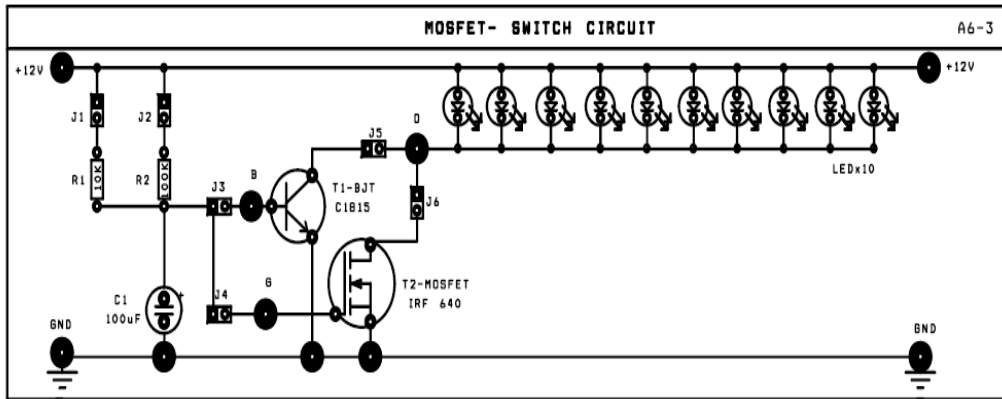 MOSFET- SWITCH CIRCUIT
A6-3
+12V
+12V
J1
J2
R1
10K
R2
100K
J3
B
T1-BJT
C1815
J5
D
J6
LEDx10
C1
100uF
+
J4
G
T2-MOSFET
IRF 640
GND
GND